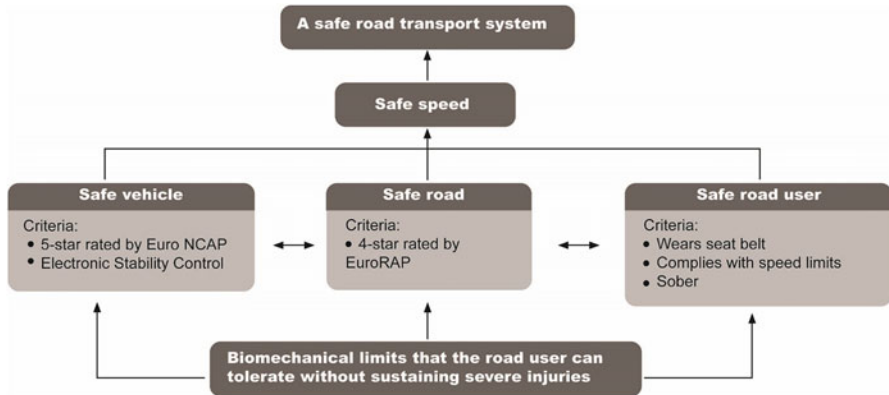 A safe road transport system
Safe speed
Safe vehicle
Criteria:
• 5-star rated by Euro NCAP
• Electronic Stability Control
Safe road
Criteria:
• 4-star rated by
EuroRAP
Safe road user
Criteria:
• Wears seat belt
• Complies with speed limits
• Sober
Biomechanical limits that the road user can
tolerate without sustaining severe injuries